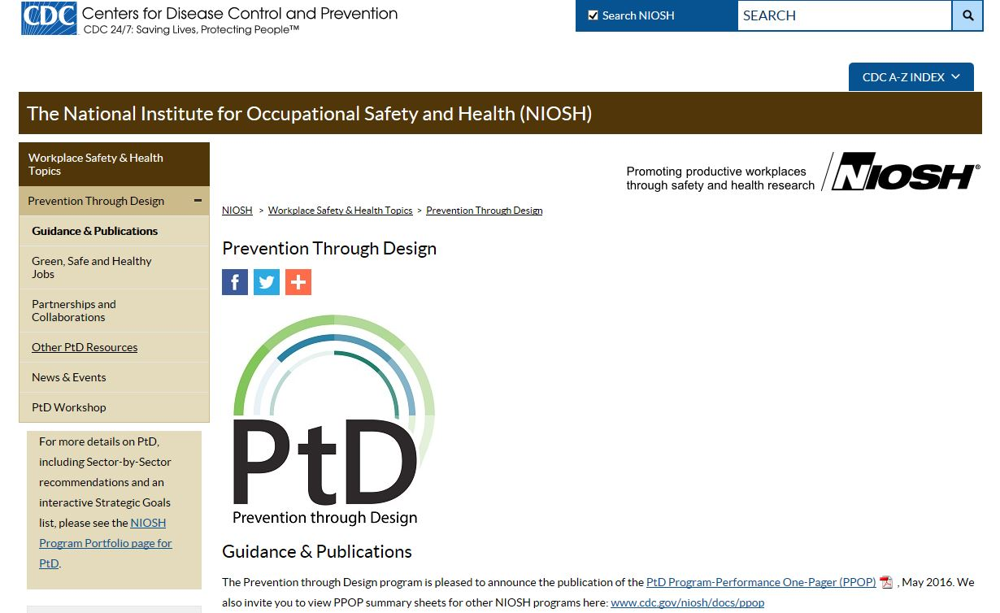 CDC Centers for Disease Control and Prevention
CDC 24/7: Saving Lives, Protecting People™
Search NIOSH
SEARCH
CDC A-Z INDEX
The National Institute for Occupational Safety and Health (NIOSH)
Workplace Safety & Health
Topics
Prevention Through Design
Guidance & Publications
Green, Safe and Healthy
Jobs
Partnerships and
Collaborations
Other PtD Resources
News & Events
PtD Workshop
For more details on PtD,
including Sector-by-Sector
recommendations and an
interactive Strategic Goals
list, please see the NIOSH
Program Portfolio page for
PtD.
Promoting productive workplaces
through safety and health research
NIOSH®
NIOSH > Workplace Safety & Health Topics > Prevention Through Design
Prevention Through Design
PtD
Prevention through Design
Guidance & Publications
The Prevention through Design program is pleased to announce the publication of the PtD Program-Performance One-Pager (PPOP) , May 2016. We
also invite you to view PPOP summary sheets for other NIOSH programs here: www.cdc.gov/niosh/docs/ppop